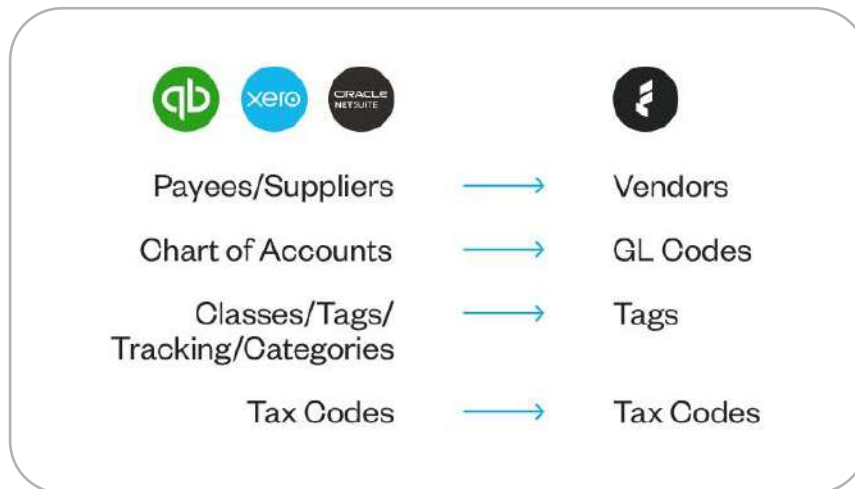 qb
xero
ORACLE
NETSUITE
Payees/Suppliers
Vendors
Chart of Accounts
GL Codes
Classes/Tags/
Tracking/Categories
Tags
Tax Codes
Tax Codes